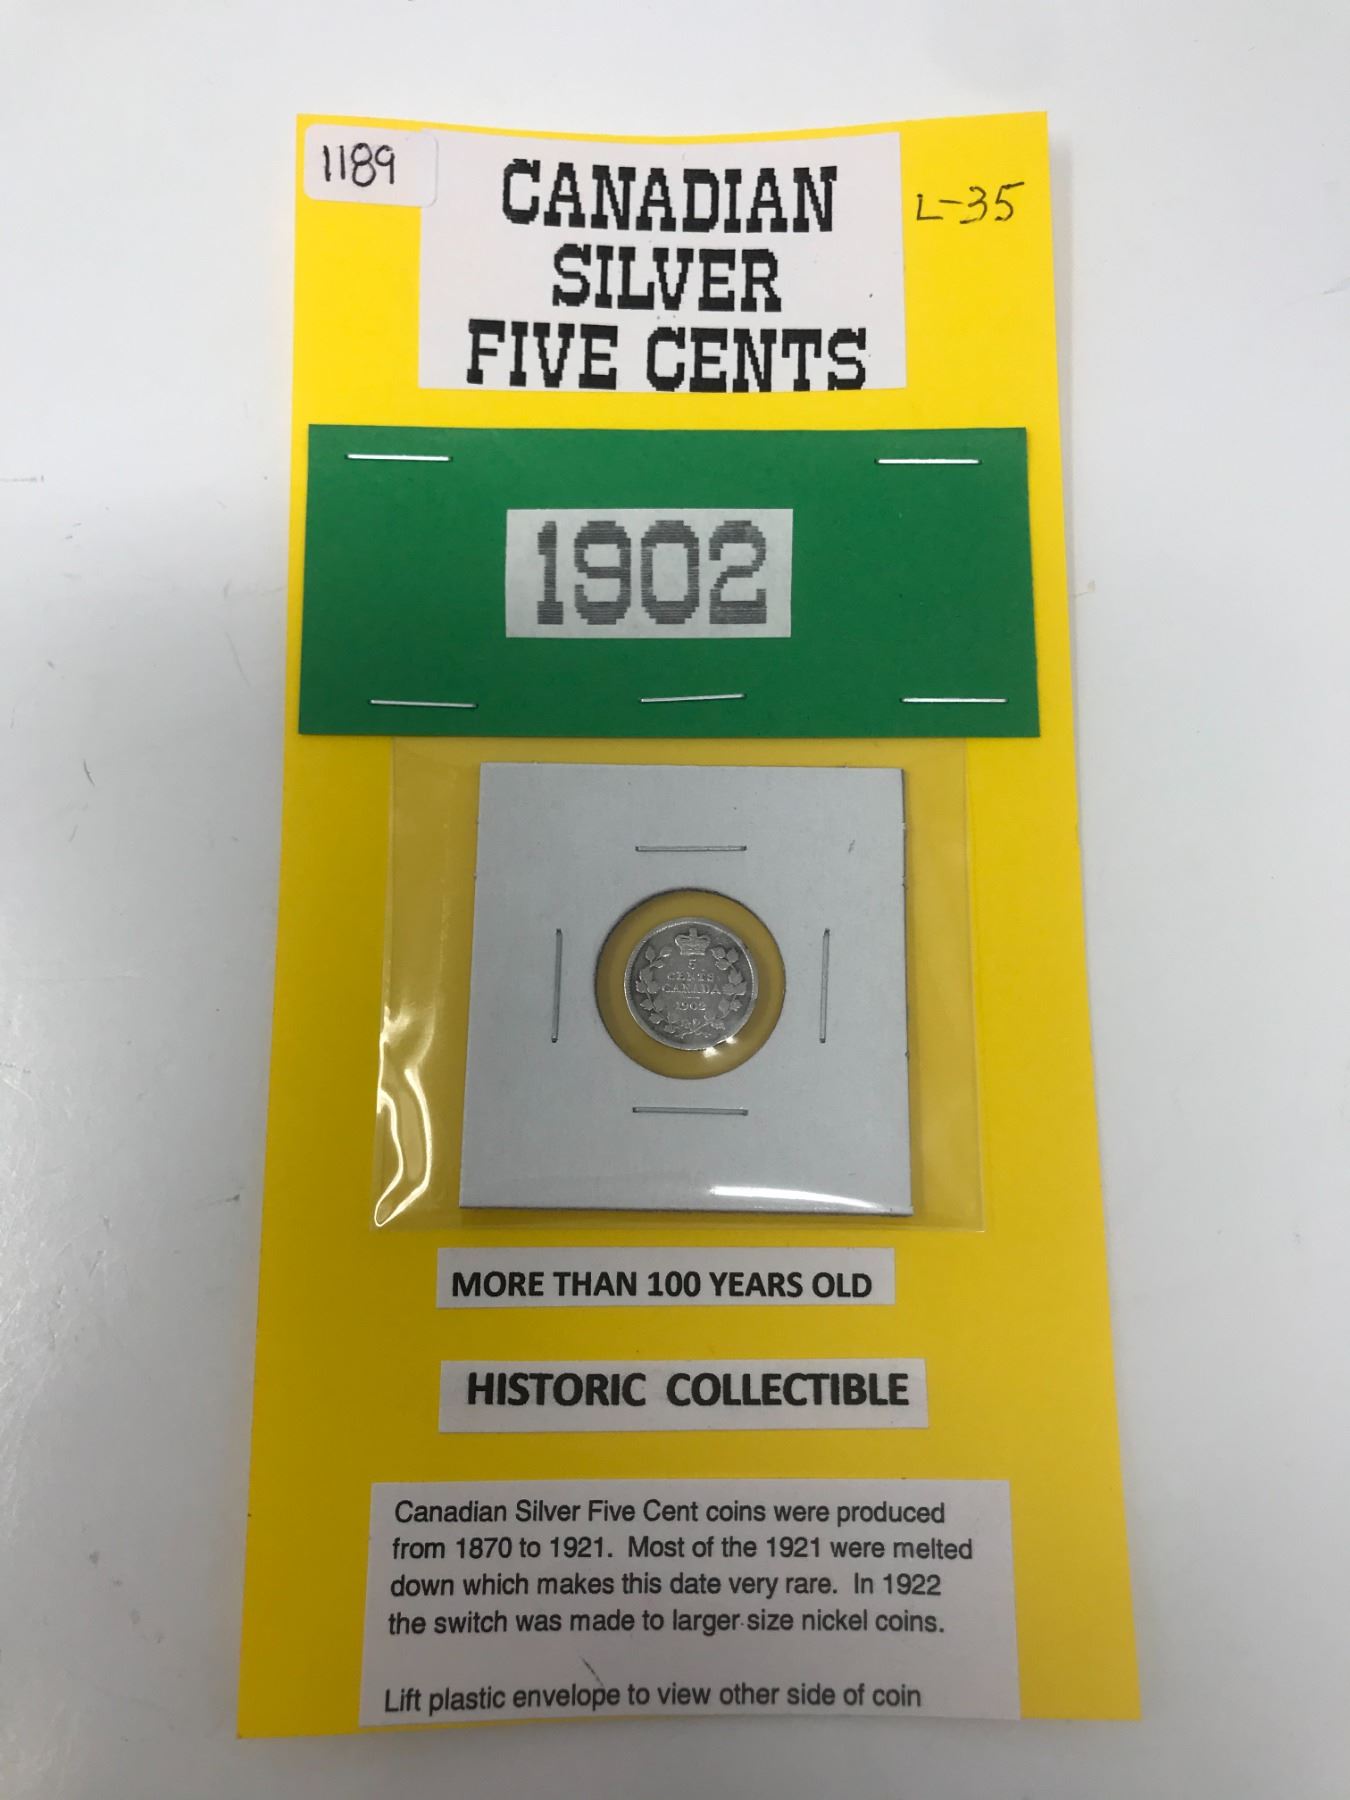 1189
CANADIAN
SILVER
FIVE CENTS
L-35
1902
5
CENTS
CANADA
1902
MORE THAN 100 YEARS OLD
HISTORIC COLLECTIBLE
Canadian Silver Five Cent coins were produced
from 1870 to 1921. Most of the 1921 were melted
down which makes this date very rare. In 1922
the switch was made to larger size nickel coins.
Lift plastic envelope to view other side of coin